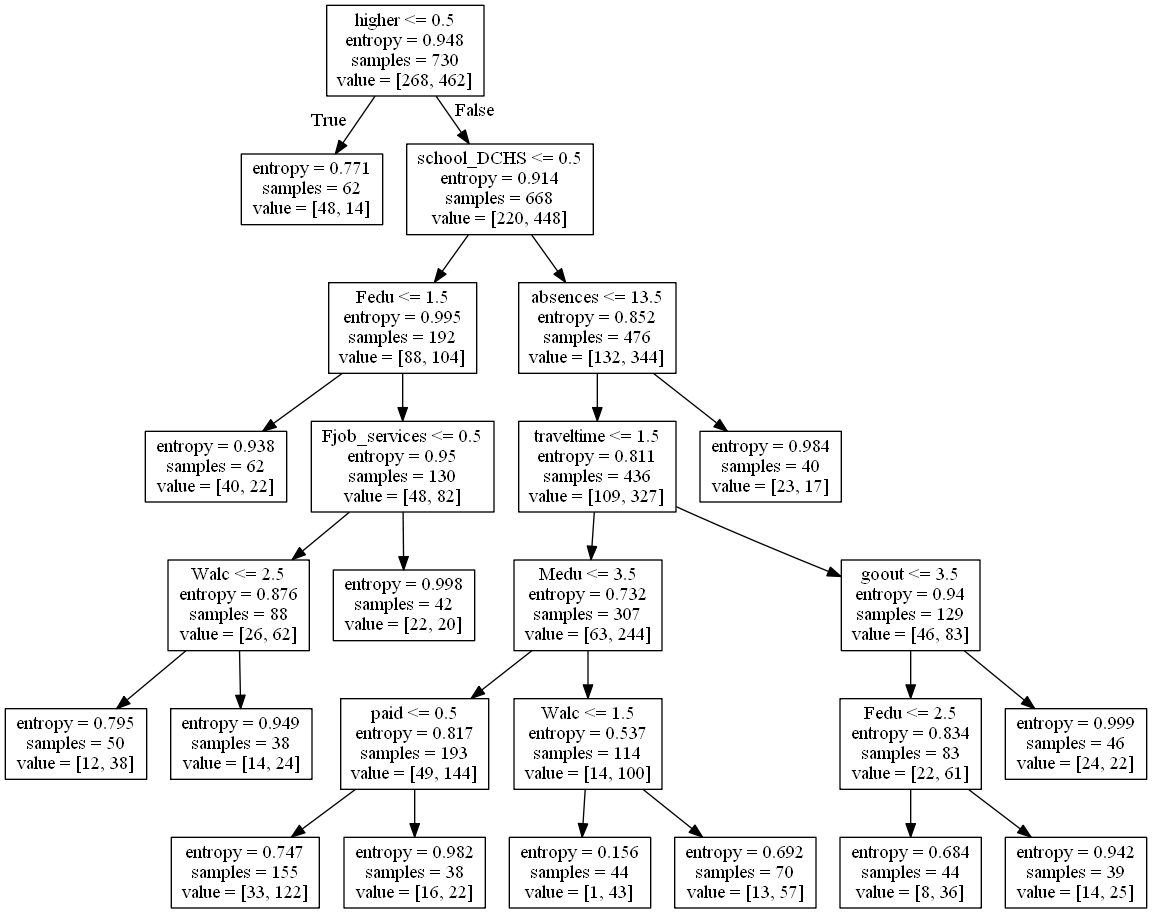 higher <= 0.5
entropy = 0.948
samples = 730
value = [268, 462]
True
False
entropy = 0.771
samples = 62
value = [48, 14]
school_DCHS <= 0.5
entropy = 0.914
samples = 668
value = [220, 448]
Fedu <= 1.5
entropy = 0.995
samples = 192
value = [88, 104]
absences <= 13.5
entropy = 0.852
samples = 476
value = [132, 344]
entropy = 0.938
samples = 62
value = [40, 22]
Fjob_services <= 0.5
entropy = 0.95
samples = 130
value = [48, 82]
traveltime <= 1.5
entropy = 0.811
samples = 436
value = [109, 327]
entropy = 0.984
samples = 40
value = [23, 17]
Walc <= 2.5
entropy = 0.876
samples = 88
value = [26, 62]
entropy = 0.998
samples = 42
value = [22, 20]
Medu <= 3.5
entropy = 0.732
samples = 307
value = [63, 244]
goout <= 3.5
entropy = 0.94
samples = 129
value = [46, 83]
entropy = 0.795
samples = 50
value = [12, 38]
entropy = 0.949
samples = 38
value = [14, 24]
paid <= 0.5
entropy = 0.817
samples = 193
value = [49, 144]
Walc <= 1.5
entropy = 0.537
samples = 114
value = [14, 100]
Fedu <= 2.5
entropy = 0.834
samples = 83
value = [22, 61]
entropy = 0.999
samples = 46
value = [24, 22]
entropy = 0.747
samples = 155
value = [33, 122]
entropy = 0.982
samples = 38
value = [16, 22]
entropy = 0.156
samples = 44
value = [1, 43]
entropy = 0.692
samples = 70
value = [13, 57]
entropy = 0.684
samples = 44
value = [8, 36]
entropy = 0.942
samples = 39
value = [14, 25]